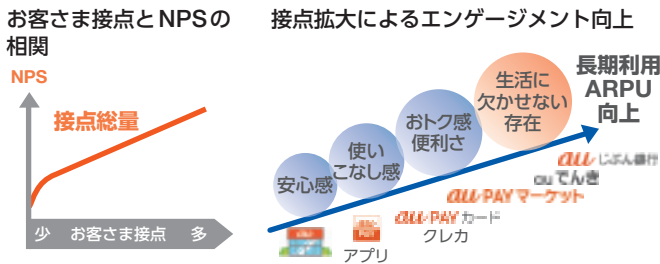 お客さま接点とNPSの
相関
NPS
接点総量
少 お客さま接点 多
接点拡大によるエンゲージメント向上
長期利用
ARPU
向上
生活に
欠かせない
存在
おトク感
便利さ
使い
こなし感
安心感
au じぶん銀行
auでんき
au PAY マーケット
au PAY カード
クレカ
アプリ